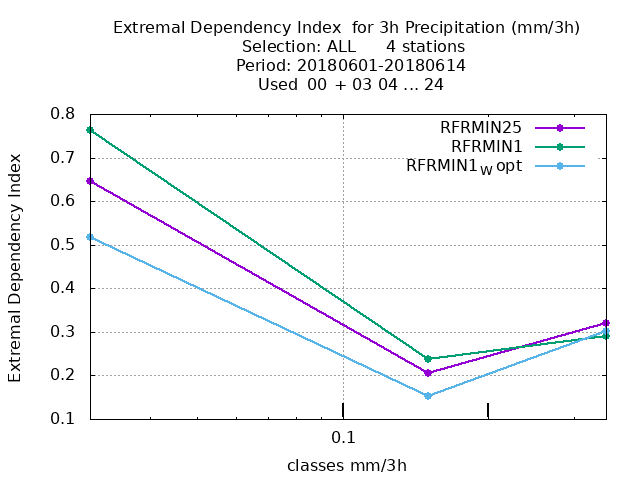 Extremal Dependency Index for 3h Precipitation (mm/3h)
Selection: ALL 4 stations
Period: 20180601-20180614
Used 00 + 03 04 ... 24
0.8
0.7
0.6
0.5
0.4
0.3
0.2
0.1
Extremal Dependency Index
RFRMIN25
RFRMIN1
RFRMIN1W opt
0.1
classes mm/3h